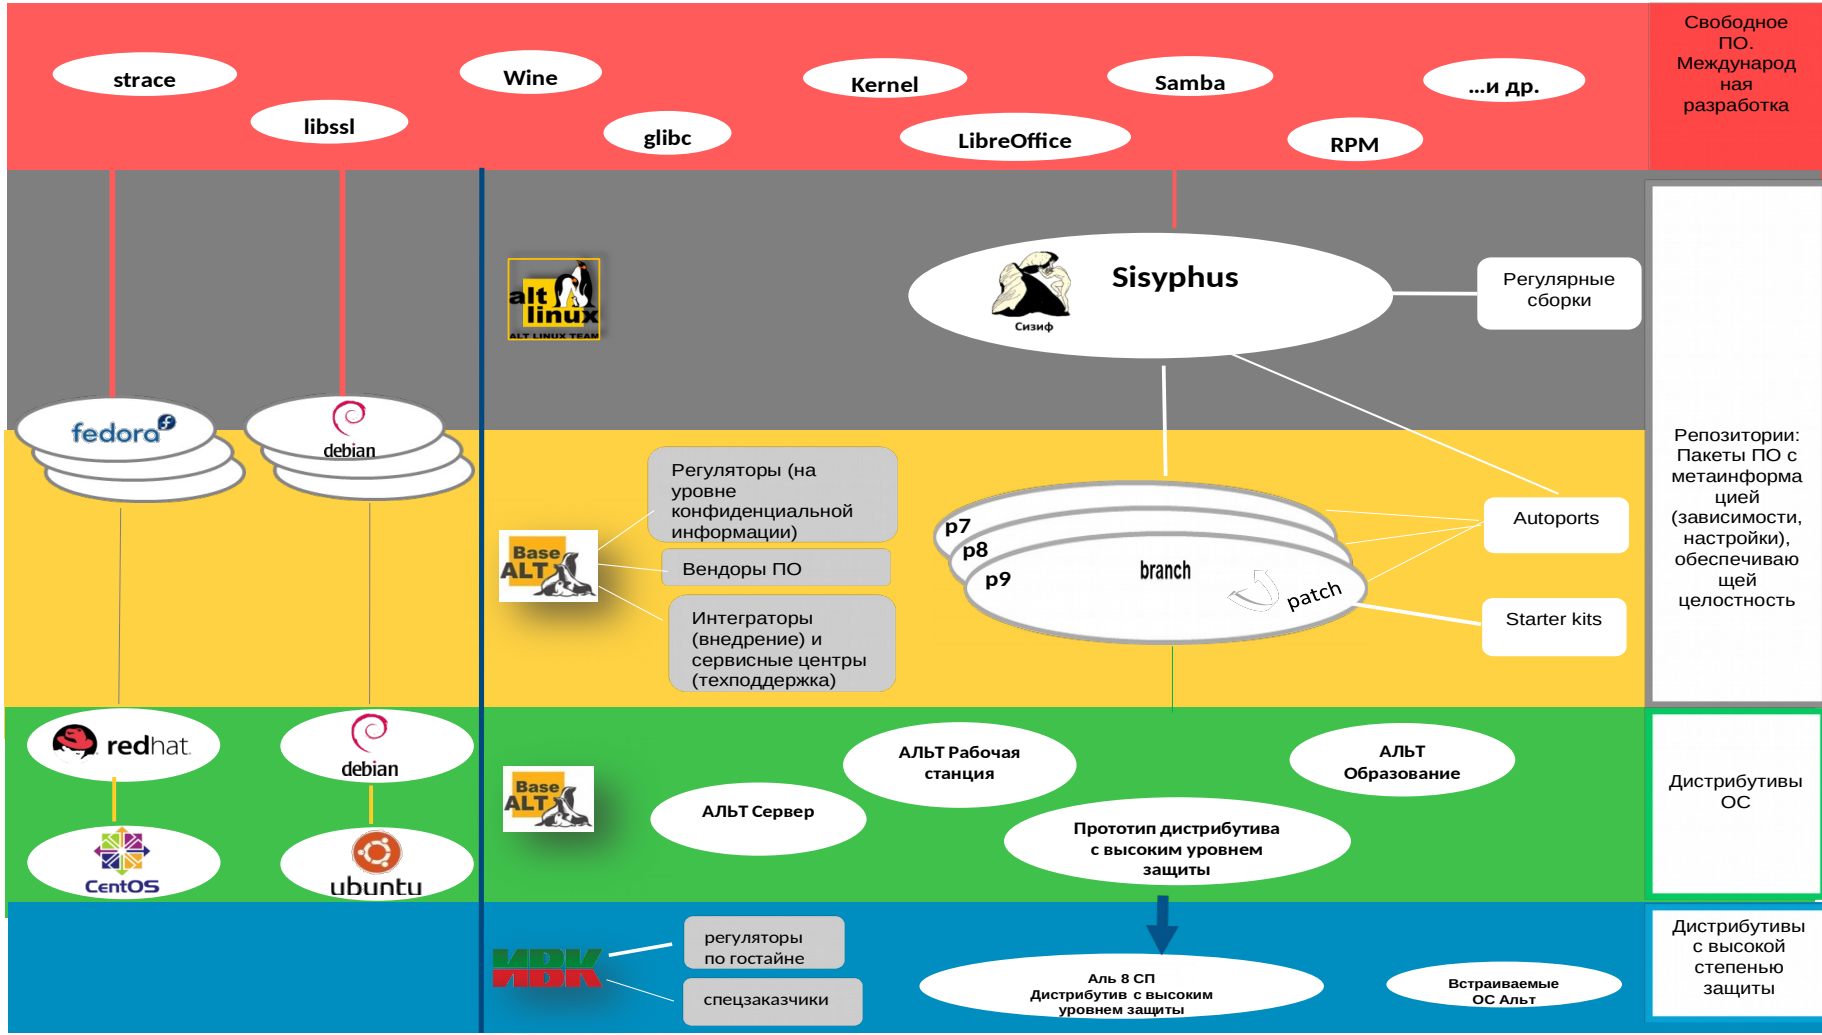 strace
Wine
Kernel
Samba
...и др.
libssl
glibc
LibreOffice
RPM
Свободное
ПО.
Международ
ная
разработка
alt
linux
ALT LINUX TEAM
Сизиф
Sisyphus
Регулярные
сборки
fedora
debian
Base
ALT
Регуляторы (на
уровне
конфиденциальной
информации)
Вендоры ПО
Интеграторы
(внедрение) и
сервисные центры
(техподдержка)
p7
p8
p9
branch
patch
Autoports
Starter kits
Репозитории:
Пакеты ПО с
метаинформа
цией
(зависимости,
настройки),
обеспечиваю
щей
целостность
redhat.
debian
CentOS
ubuntu
Base
ALT
АЛЬТ Сервер
АЛЬТ Рабочая
станция
АЛЬТ
Образование
Прототип дистрибутива
с высоким уровнем
защиты
Дистрибутивы
ОС
ИВК
регуляторы
по гостайне
спецзаказчики
Аль 8 СП
Дистрибутив с высоким
уровнем защиты
Встраиваемые
ОС Альт
Дистрибутивы
с высокой
степенью
защиты